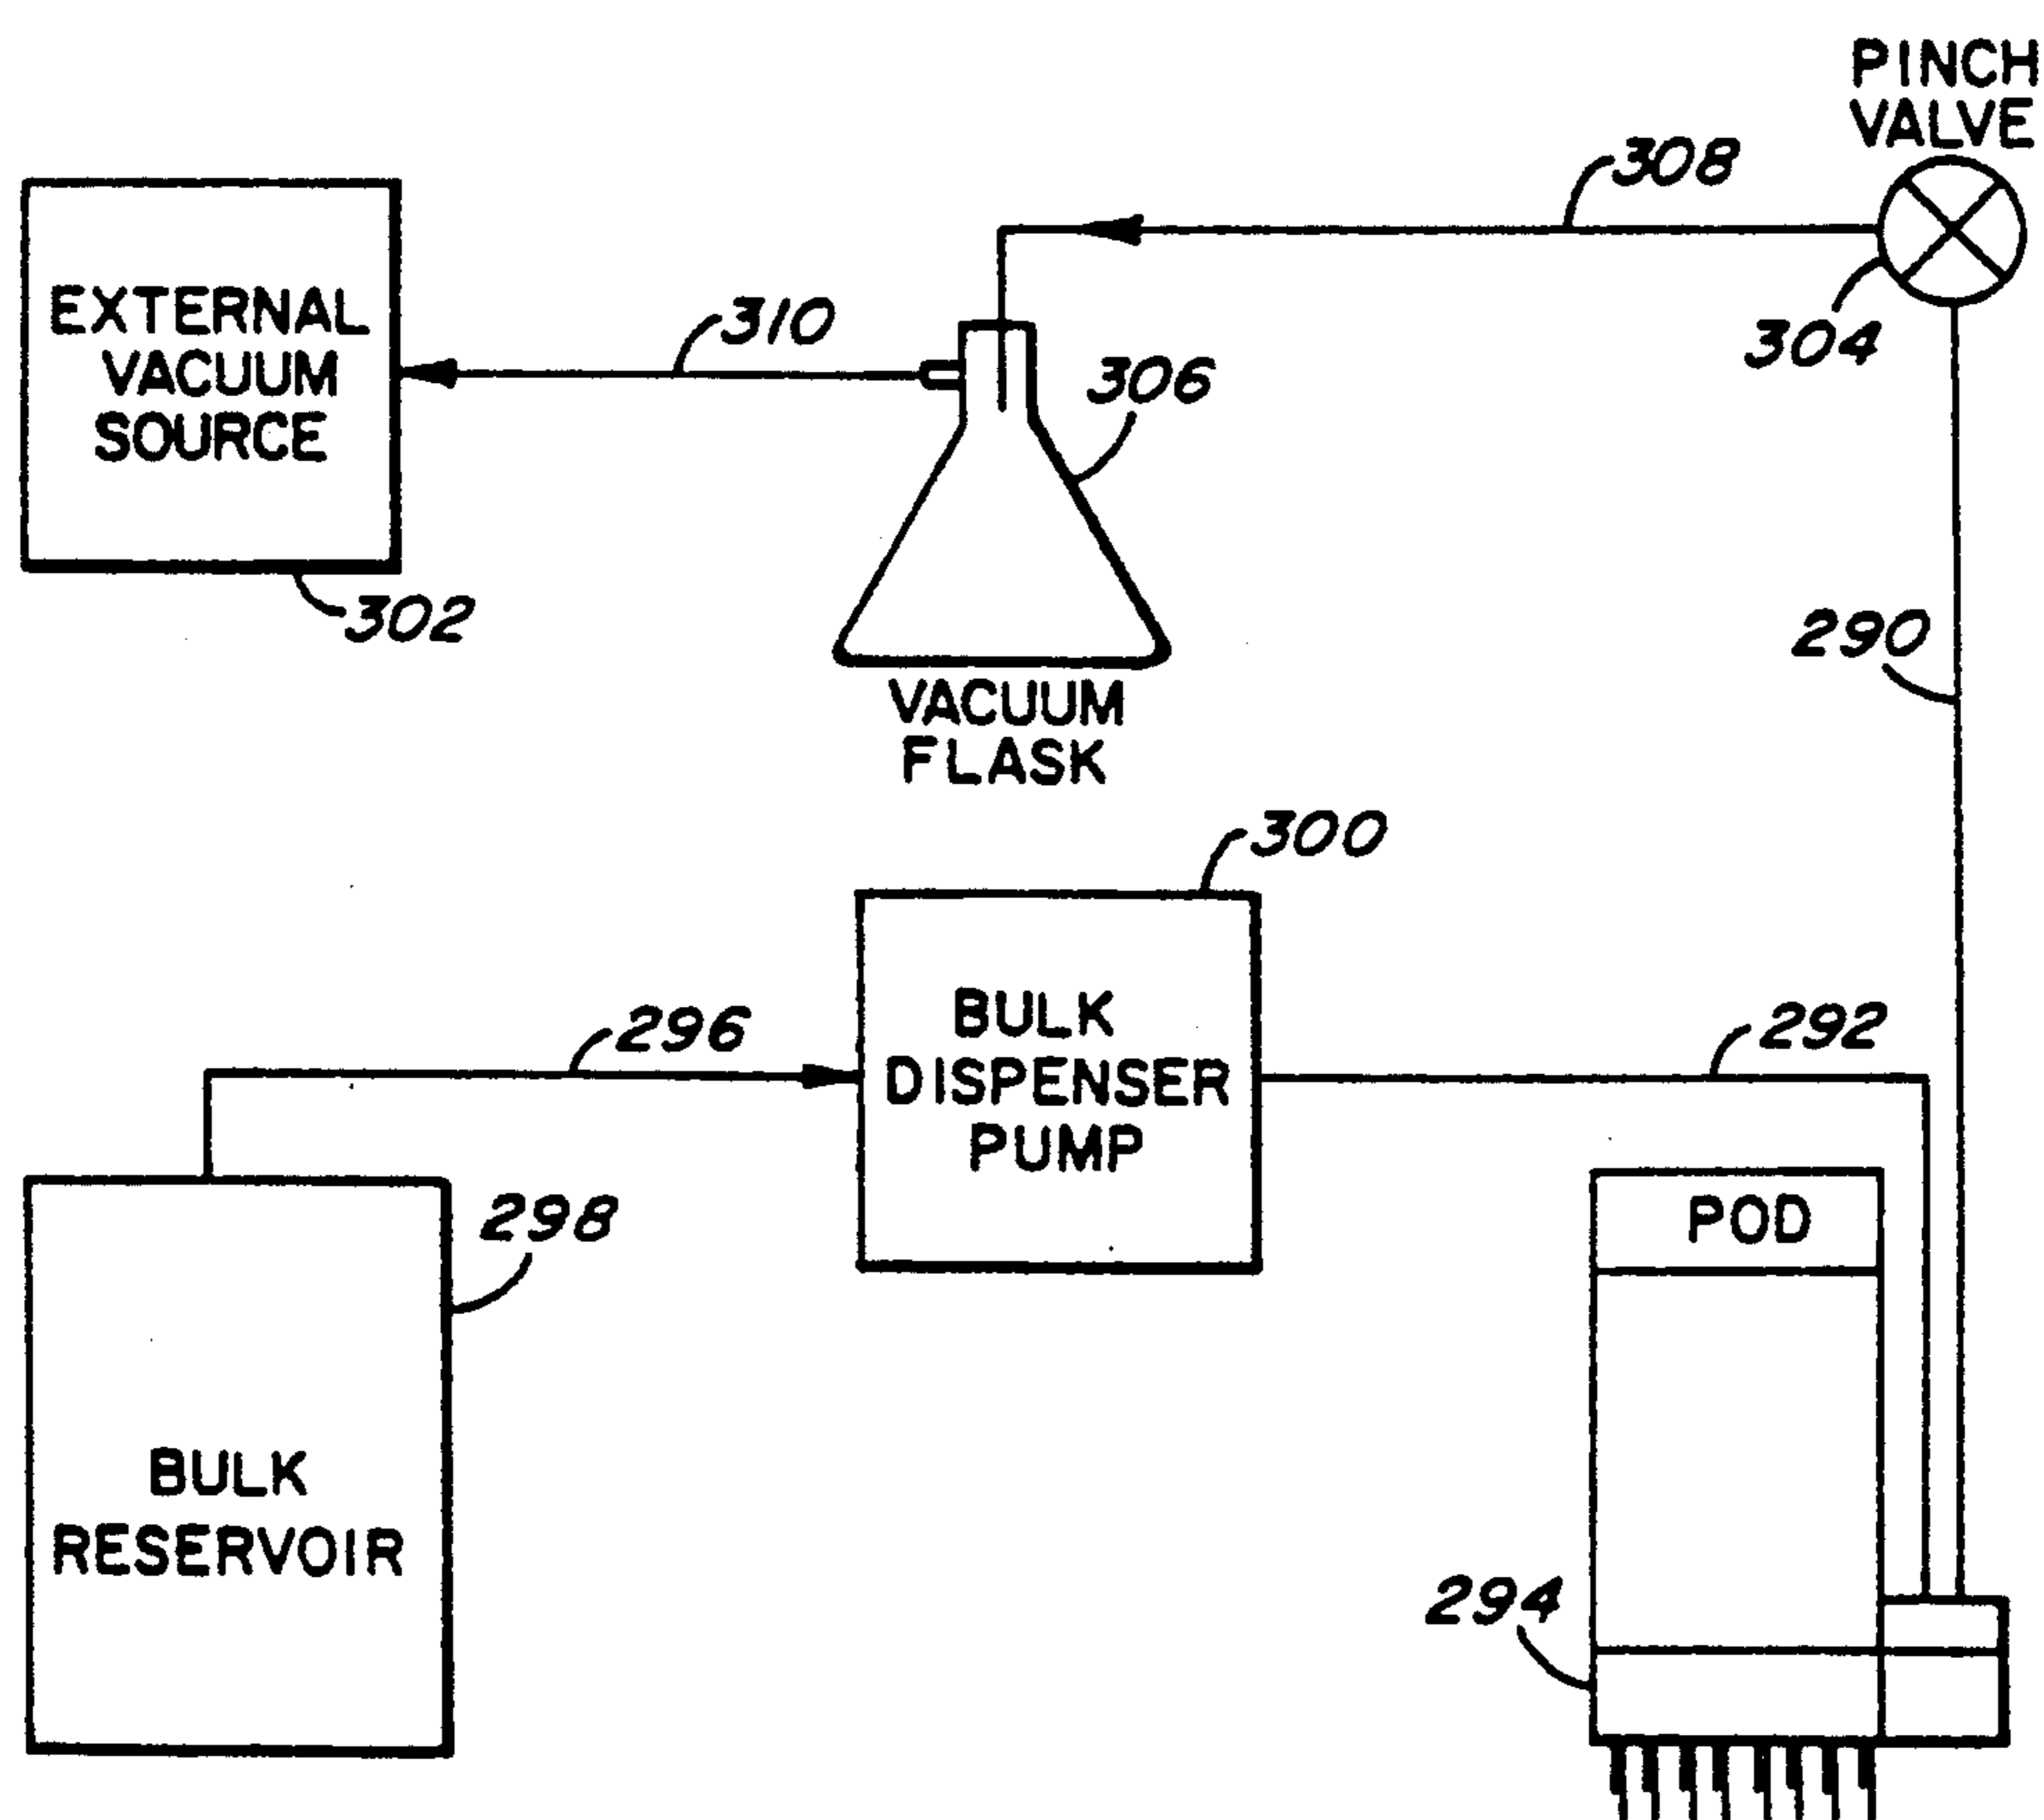 PINCH
VALVE
308
304
EXTERNAL
VACUUM
SOURCE
302
310
306
VACUUM
FLASK
290
300
BULK
DISPENSER
PUMP
296
292
298
BULK
RESERVOIR
POD
294